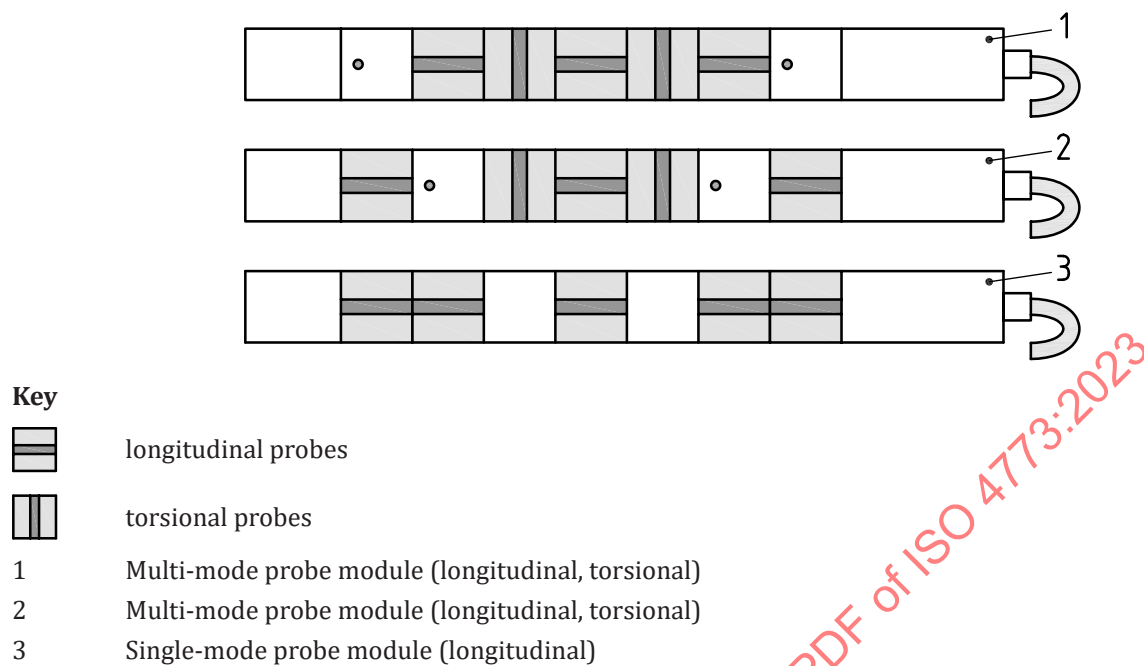 1
2
3
Key
longitudinal probes
torsional probes
1 Multi-mode probe module (longitudinal, torsional)
2 Multi-mode probe module (longitudinal, torsional)
3 Single-mode probe module (longitudinal)
PDF of ISO 4773:2023